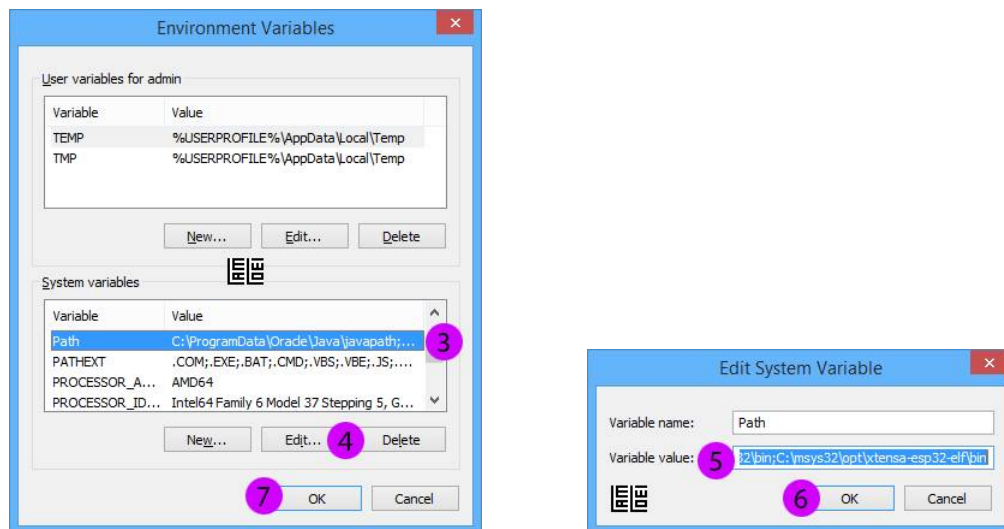 Environment Variables
User variables for admin
Variable Value
TEMP %USERPROFILE%\AppData\Local\Temp
TMP %USERPROFILE%\AppData\Local\Temp
New... Edit... Delete
System variables
Variable Value
Path C:\ProgramData\Oracle\Java\javapath;... 3
PATHEXT .COM;.EXE;.BAT;.CMD;.VBS;.VBE;.JS;....
PROCESSOR_A... AMD64
PROCESSOR_ID... Intel64 Family 6 Model 37 Stepping 5, G...
New... Edit... 4 Delete
7 OK Cancel
Edit System Variable
Variable name: Path
Variable value: 5 32\bin;C:\msys32\opt\xtensa-esp32-elf\bin
6 OK Cancel